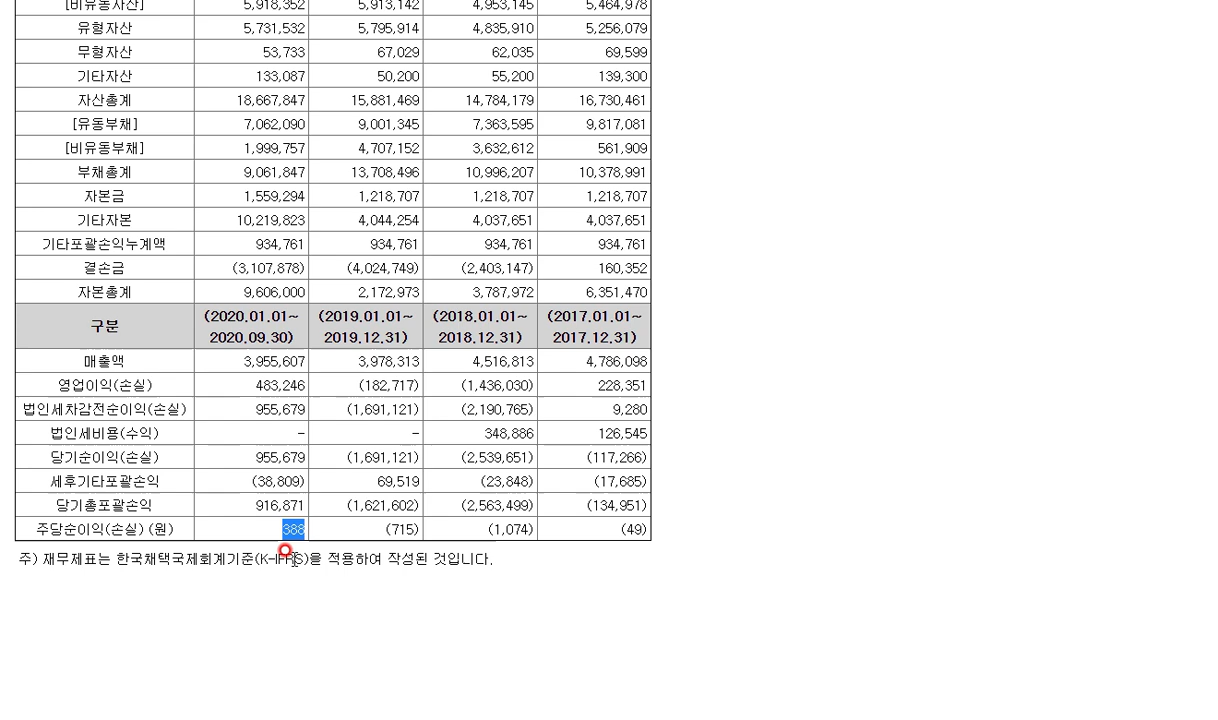 [비유동자산] 5,918,352 5,913,142 4,953,145 5,464,978
유형자산 5,731,532 5,795,914 4,835,910 5,256,079
무형자산 53,733 67,029 62,035 69,599
기타자산 133,087 50,200 55,200 139,300
자산총계 18,667,847 15,881,469 14,784,179 16,730,461
[유동부채] 7,062,090 9,001,345 7,363,595 9,817,081
[비유동부채] 1,999,757 4,707,152 3,632,612 561,909
부채총계 9,061,847 13,708,496 10,996,207 10,378,991
자본금 1,559,294 1,218,707 1,218,707 1,218,707
기타자본 10,219,823 4,044,254 4,037,651 4,037,651
기타포괄손익누계액 934,761 934,761 934,761 934,761
결손금 (3,107,878) (4,024,749) (2,403,147) 160,352
자본총계 9,606,000 2,172,973 3,787,972 6,351,470
구분 (2020.01.01~ 2020.09.30) (2019.01.01~ 2019.12.31) (2018.01.01~ 2018.12.31) (2017.01.01~ 2017.12.31)
매출액 3,955,607 3,978,313 4,516,813 4,786,098
영업이익(손실) 483,246 (182,717) (1,436,030) 228,351
법인세차감전순이익(손실) 955,679 (1,691,121) (2,190,765) 9,280
법인세비용(수익) - - 348,886 126,545
당기순이익(손실) 955,679 (1,691,121) (2,539,651) (117,266)
세후기타포괄손익 (38,809) 69,519 (23,848) (17,685)
당기총포괄손익 916,871 (1,621,602) (2,563,499) (134,951)
주당순이익(손실) (원) 388 (715) (1,074) (49)
주) 재무제표는 한국채택국제회계기준(K-IFRS)을 적용하여 작성된 것입니다.